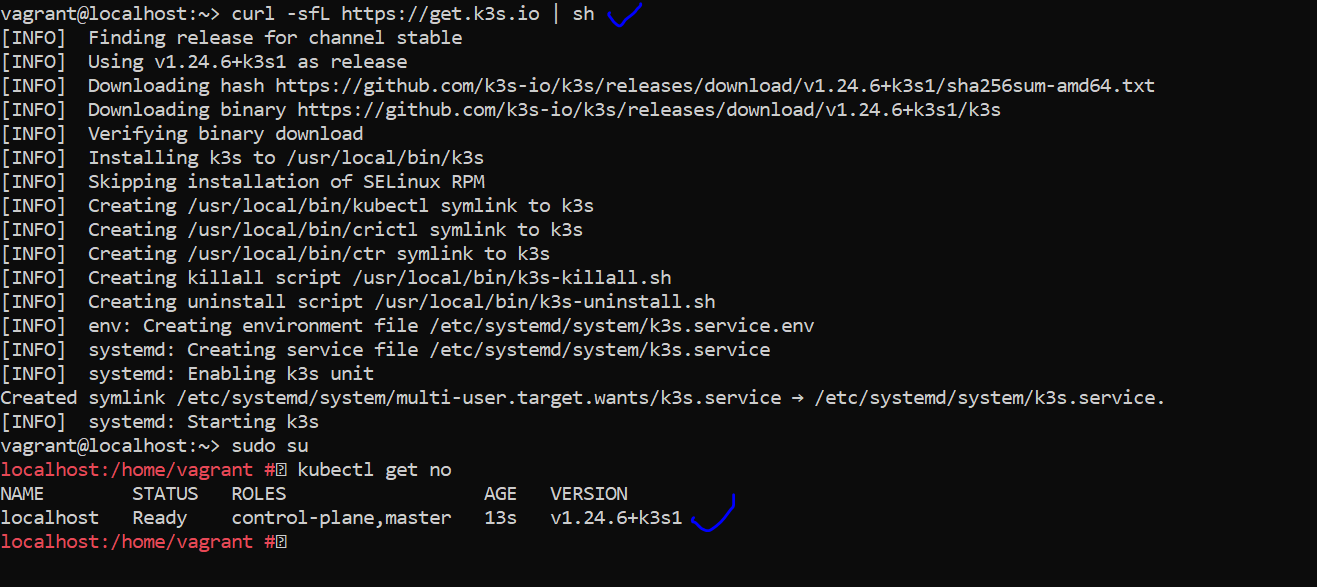 vagrant@localhost:~> curl -sfL https://get.k3s.io | sh
[INFO]  Finding release for channel stable
[INFO]  Using v1.24.6+k3s1 as release
[INFO]  Downloading hash https://github.com/k3s-io/k3s/releases/download/v1.24.6+k3s1/sha256sum-amd64.txt
[INFO]  Downloading binary https://github.com/k3s-io/k3s/releases/download/v1.24.6+k3s1/k3s
[INFO]  Verifying binary download
[INFO]  Installing k3s to /usr/local/bin/k3s
[INFO]  Skipping installation of SELinux RPM
[INFO]  Creating /usr/local/bin/kubectl symlink to k3s
[INFO]  Creating /usr/local/bin/crictl symlink to k3s
[INFO]  Creating /usr/local/bin/ctr symlink to k3s
[INFO]  Creating killall script /usr/local/bin/k3s-killall.sh
[INFO]  Creating uninstall script /usr/local/bin/k3s-uninstall.sh
[INFO]  env: Creating environment file /etc/systemd/system/k3s.service.env
[INFO]  systemd: Creating service file /etc/systemd/system/k3s.service
[INFO]  systemd: Enabling k3s unit
Created symlink /etc/systemd/system/multi-user.target.wants/k3s.service → /etc/systemd/system/k3s.service.
[INFO]  systemd: Starting k3s
vagrant@localhost:~> sudo su
localhost:/home/vagrant # kubectl get no
NAME        STATUS   ROLES                  AGE   VERSION
localhost   Ready    control-plane,master   13s   v1.24.6+k3s1
localhost:/home/vagrant #